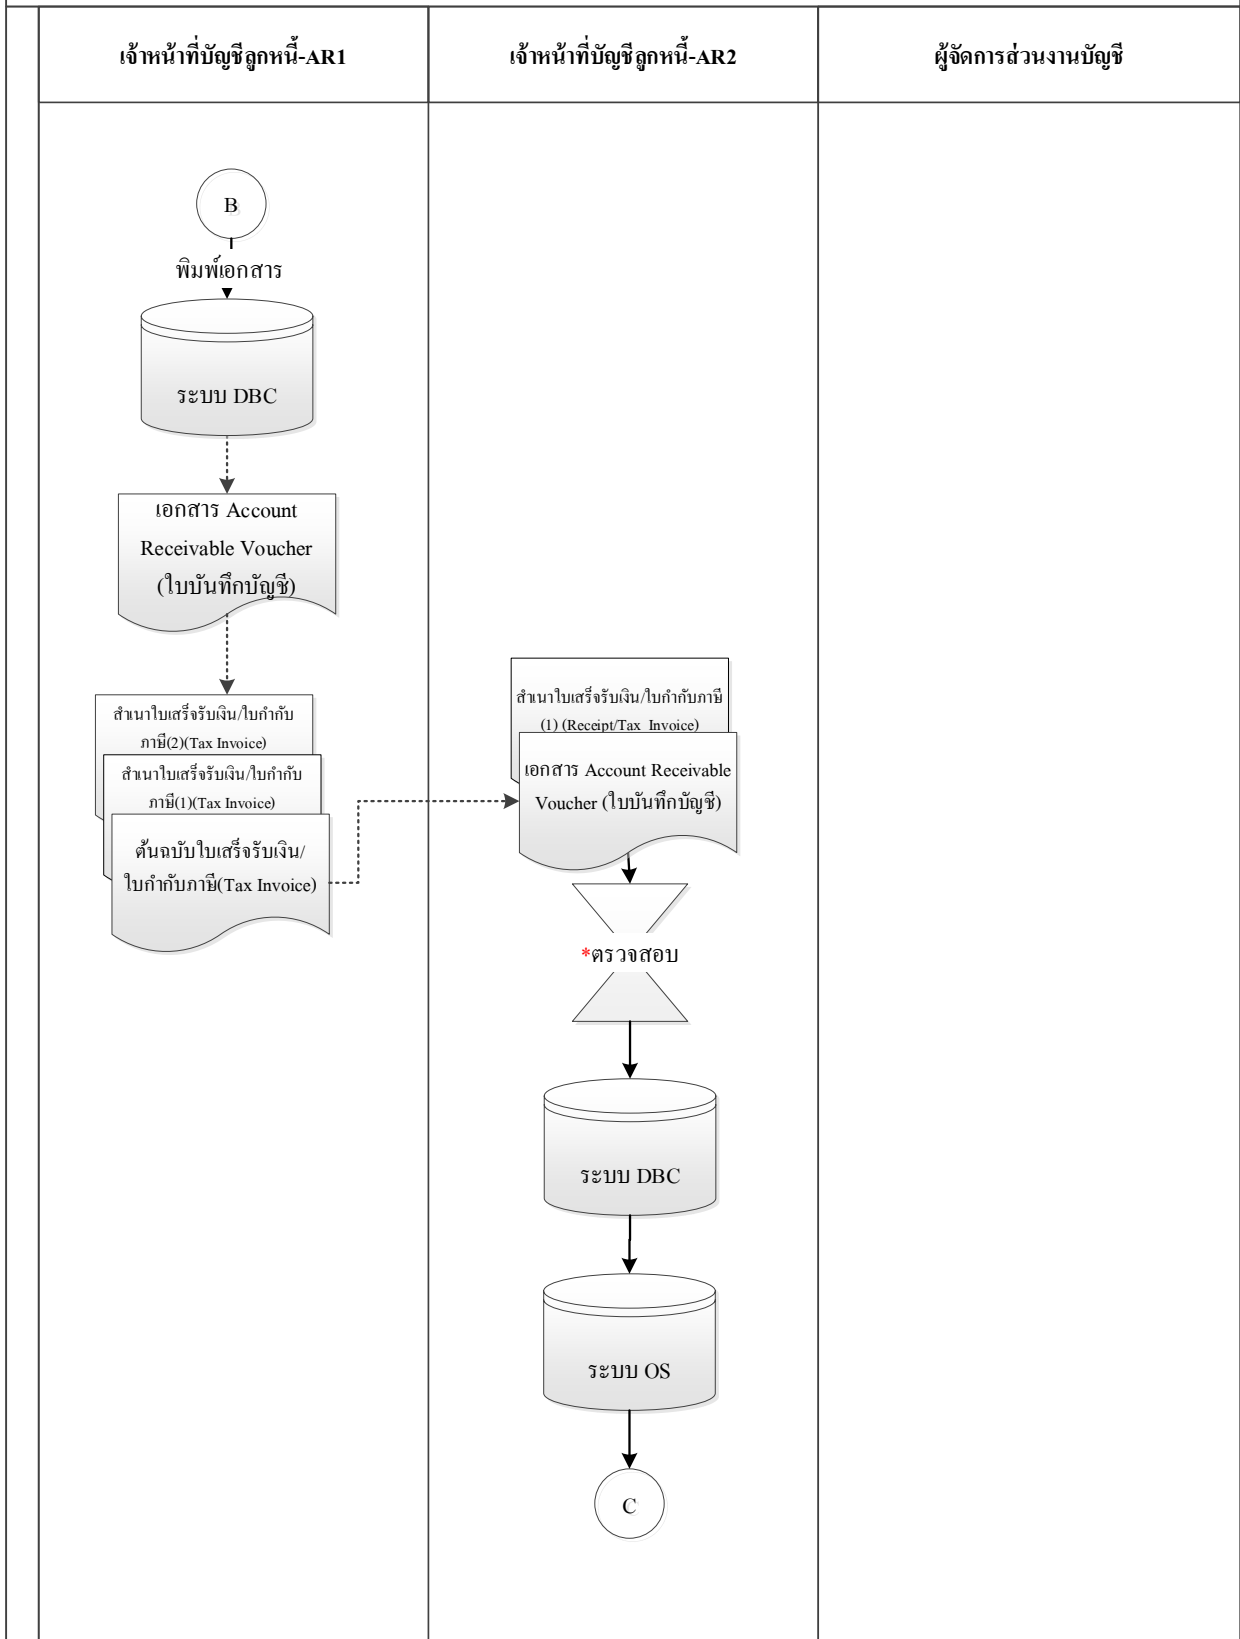 เจ้าหน้าที่บัญชีลูกหนี้-AR1
เจ้าหน้าที่บัญชีลูกหนี้-AR2
ผู้จัดการส่วนงานบัญชี
B
พิมพ์เอกสาร
ระบบ DBC
เอกสาร Account
Receivable Voucher
(ใบบันทึกบัญชี)
สำเนาใบเสร็จรับเงิน/ใบกำกับ
ภาษี(2)(Tax Invoice)
สำเนาใบเสร็จรับเงิน/ใบกำกับ
ภาษี(1)(Tax Invoice)
ต้นฉบับใบเสร็จรับเงิน/
ใบกำกับภาษี(Tax Invoice)
สำเนาใบเสร็จรับเงิน/ใบกำกับภาษี
(1) (Receipt/Tax Invoice)
เอกสาร Account Receivable
Voucher (ใบบันทึกบัญชี)
*ตรวจสอบ
ระบบ DBC
ระบบ OS
C